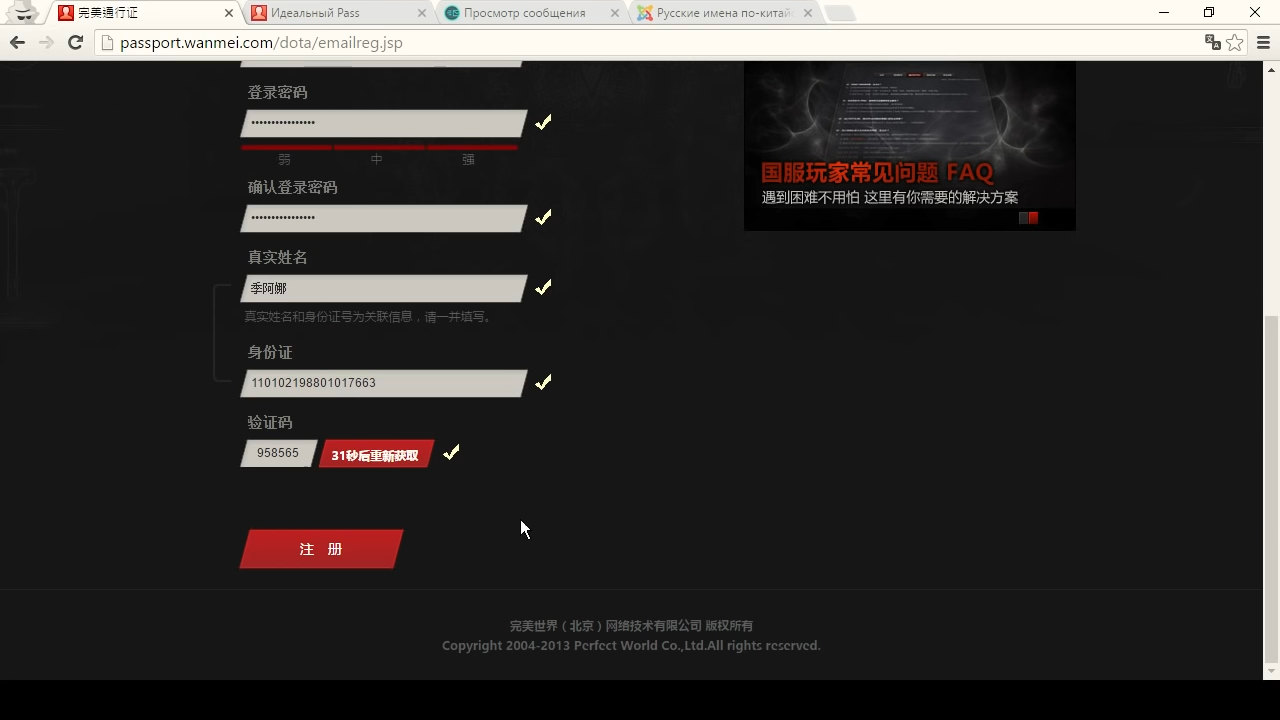 完美通行证
Идеальный Pass
Просмотр сообщения
Русские имена по-китай
passport.wanmei.com/dota/emailreg.jsp
登录密码
•••••••••••••••
弱 中 强
确认登录密码
•••••••••••••••
真实姓名
季阿娜
真实姓名和身份证号为关联信息，请一并填写。
身份证
110102198801017663
验证码
958565
31秒后重新获取
注 册
国服玩家常见问题 FAQ
遇到困难不用怕 这里有你需要的解决方案
完美世界（北京）网络技术有限公司 版权所有
Copyright 2004-2013 Perfect World Co.,Ltd.All rights reserved.